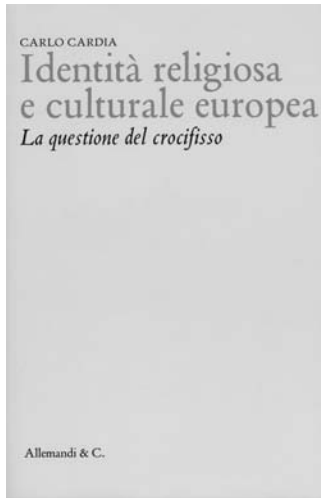 CARLO CARDIA
Identità religiosa
e culturale europea
La questione del crocifisso
Allemandi & C.